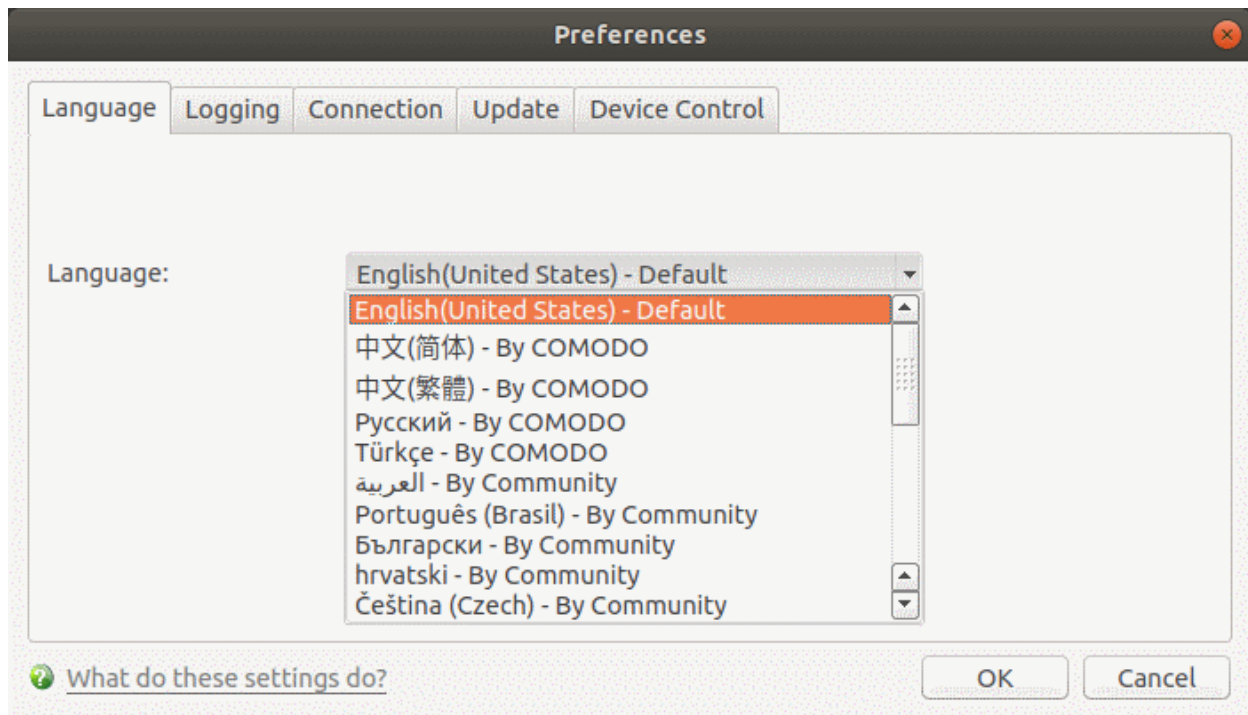 Preferences
Language Logging Connection Update Device Control
Language: English(United States) - Default
English(United States) - Default
中文(简体) - By COMODO
中文(繁體) - By COMODO
Русский - By COMODO
Türkçe - By COMODO
العربية - By Community
Português (Brasil) - By Community
Български - By Community
hrvatski - By Community
Čeština (Czech) - By Community
What do these settings do? OK Cancel